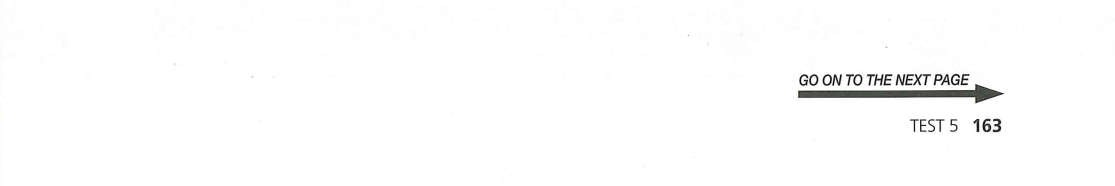 GO ON TO THE NEXT PAGE
TEST 5 163